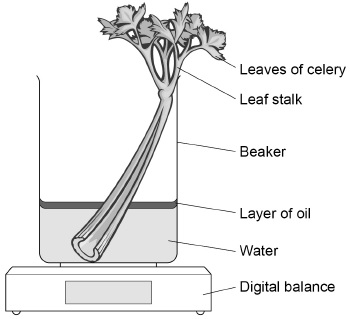 Leaves of celery
Leaf stalk
Beaker
Layer of oil
Water
Digital balance